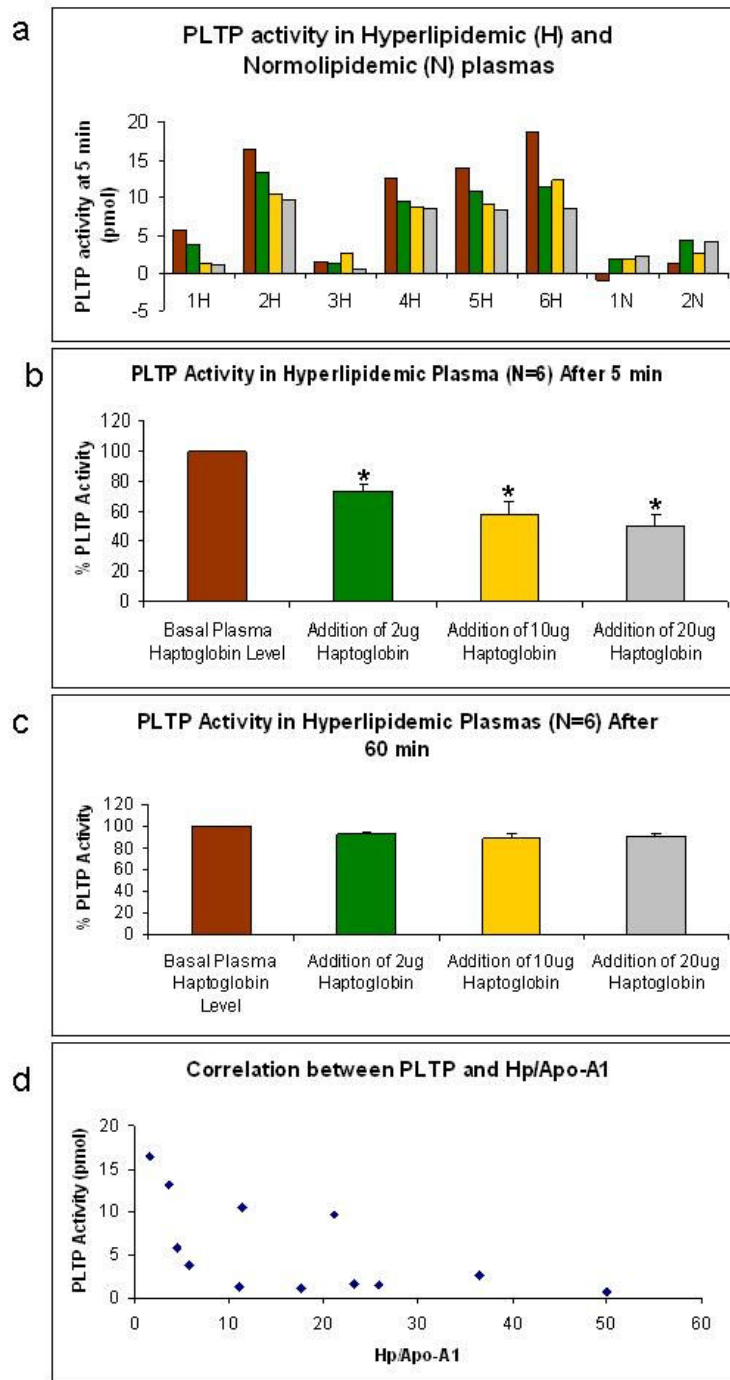 a
PLTP activity in Hyperlipidemic (H) and
Normolipidemic (N) plasmas
PLTP activity at 5 min
(pmol)
20
15
10
5
0
-5
1H 2H 3H 4H 5H 6H 1N 2N
b
PLTP Activity in Hyperlipidemic Plasma (N=6) After 5 min
% PLTP Activity
120
100
80
60
40
20
0
* * *
Basal Plasma
Haptoglobin Level
Addition of 2ug
Haptoglobin
Addition of 10ug
Haptoglobin
Addition of 20ug
Haptoglobin
c
PLTP Activity in Hyperlipidemic Plasmas (N=6) After
60 min
% PLTP Activity
120
100
80
60
40
20
0
Basal Plasma
Haptoglobin
Level
Addition of 2ug
Haptoglobin
Addition of 10ug
Haptoglobin
Addition of 20ug
Haptoglobin
d
Correlation between PLTP and Hp/Apo-A1
PLTP Activity (pmol)
20
15
10
5
0
0 10 20 30 40 50 60
Hp/Apo-A1